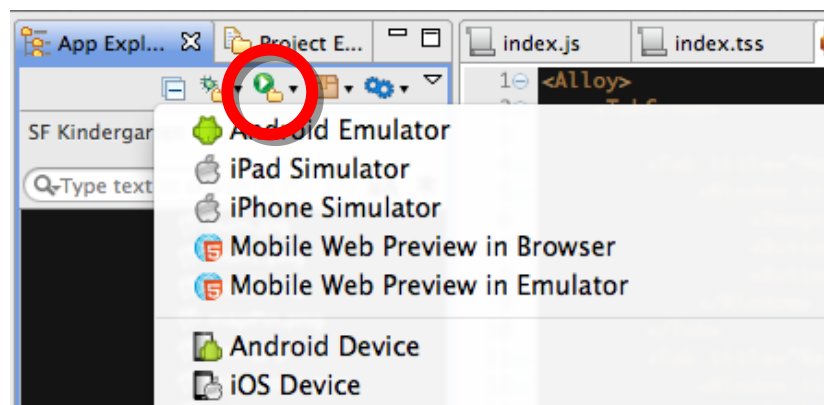 App Expl... Project E... index.js index.tss
1 <Alloy>
SF Kindergar
Type text
Android Emulator
iPad Simulator
iPhone Simulator
Mobile Web Preview in Browser
Mobile Web Preview in Emulator
Android Device
iOS Device